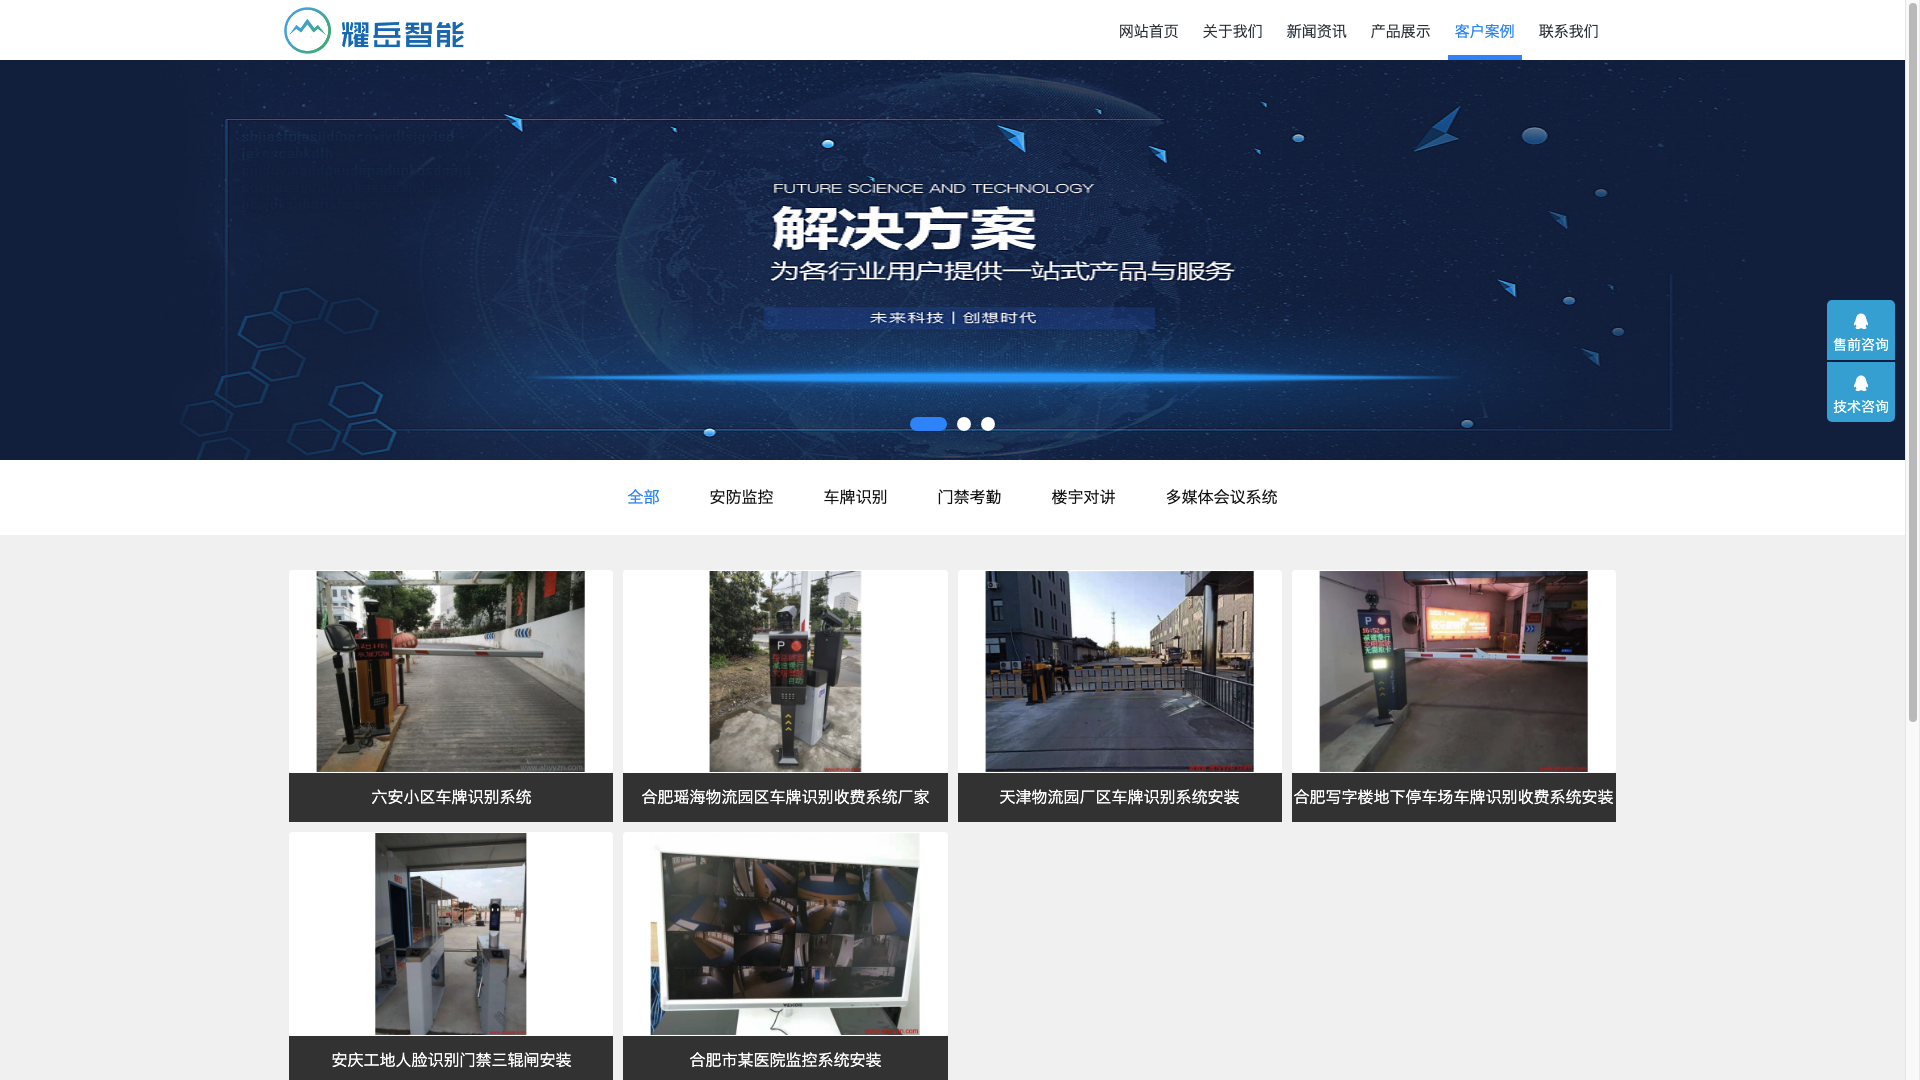 耀岳智能
网站首页
关于我们
新闻资讯
产品展示
客户案例
联系我们
FUTURE SCIENCE AND TECHNOLOGY
解决方案
为各行业用户提供一站式产品与服务
未来科技丨创想时代
售前咨询
技术咨询
全部
安防监控
车牌识别
门禁考勤
楼宇对讲
多媒体会议系统
六安小区车牌识别系统
合肥瑶海物流园区车牌识别收费系统厂家
天津物流园厂区车牌识别系统安装
合肥写字楼地下停车场车牌识别收费系统安装
安庆工地人脸识别门禁三辊闸安装
合肥市某医院监控系统安装